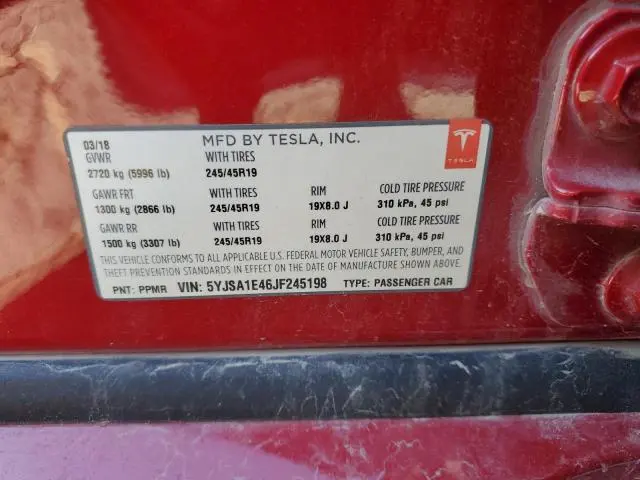 03/18 MFD BY TESLA, INC.
GVWR WITH TIRES
2720 kg (5996 lb) 245/45R19
TESLA
GAWR FRT WITH TIRES RIM COLD TIRE PRESSURE
1300 kg (2866 lb) 245/45R19 19X8.0 J 310 kPa, 45 psi
GAWR RR WITH TIRES RIM COLD TIRE PRESSURE
1500 kg (3307 lb) 245/45R19 19X8.0 J 310 kPa, 45 psi
THIS VEHICLE CONFORMS TO ALL APPLICABLE U.S. FEDERAL MOTOR VEHICLE SAFETY, BUMPER, AND
THEFT PREVENTION STANDARDS IN EFFECT ON THE DATE OF MANUFACTURE SHOWN ABOVE.
PNT: PPMR VIN: 5YJSA1E46JF245198 TYPE: PASSENGER CAR